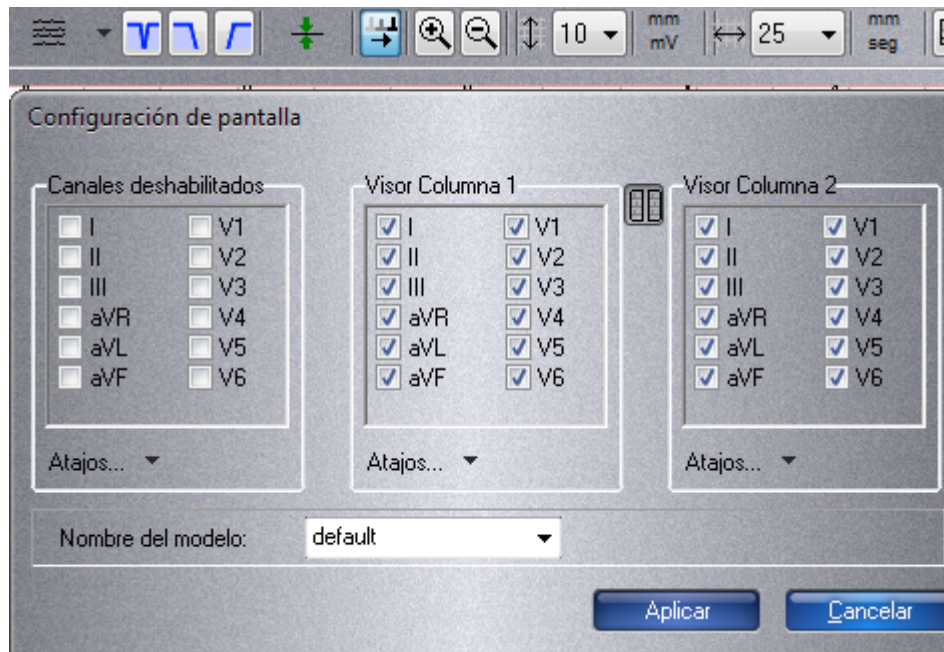 10 mm mV 25 mm seg
Configuración de pantalla
Canales deshabilitados
I V1
II V2
III V3
aVR V4
aVL V5
aVF V6
Atajos...
Visor Columna 1
I V1
II V2
III V3
aVR V4
aVL V5
aVF V6
Atajos...
Visor Columna 2
I V1
II V2
III V3
aVR V4
aVL V5
aVF V6
Atajos...
Nombre del modelo: default
Aplicar Cancelar